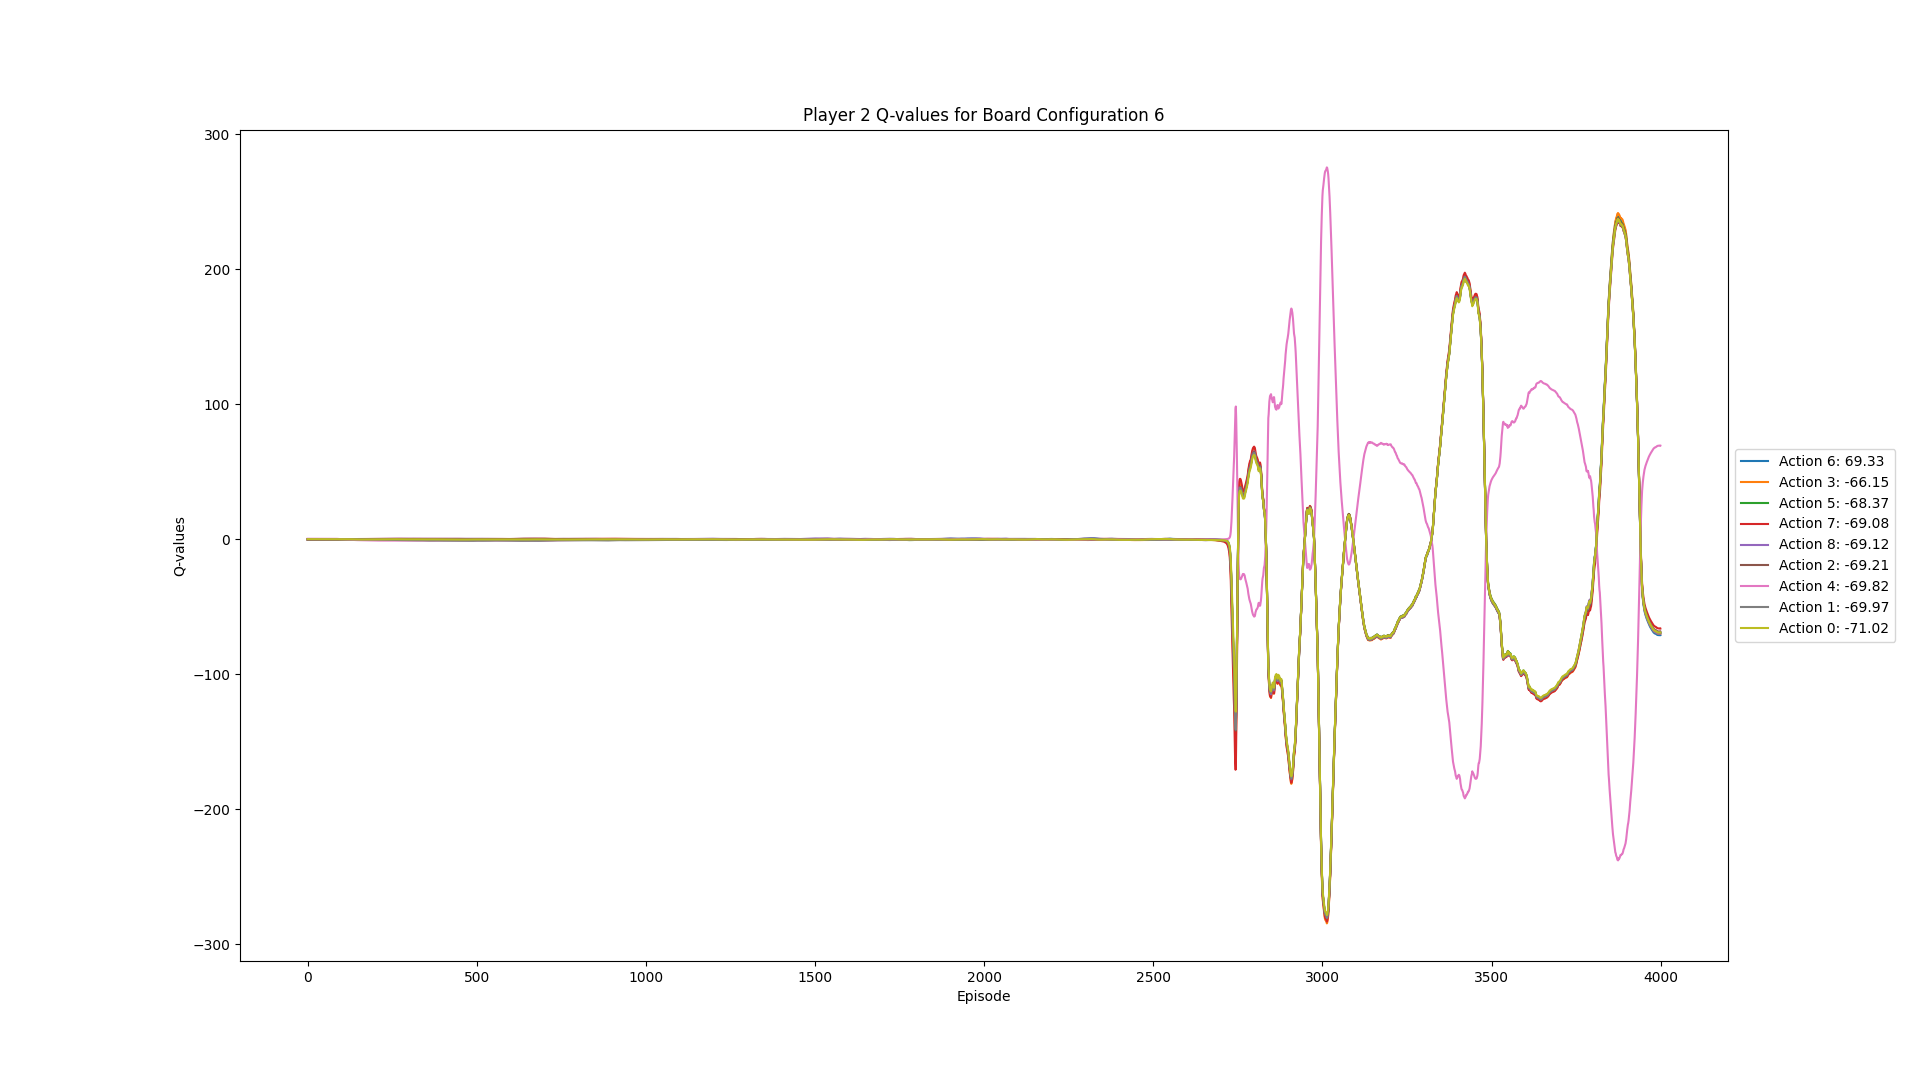 Player 2 Q-values for Board Configuration 6
300
200
100
0
−100
−200
−300
Q-values
0
500
1000
1500
2000
2500
3000
3500
4000
Episode
Action 6: 69.33
Action 3: -66.15
Action 5: -68.37
Action 7: -69.08
Action 8: -69.12
Action 2: -69.21
Action 4: -69.82
Action 1: -69.97
Action 0: -71.02